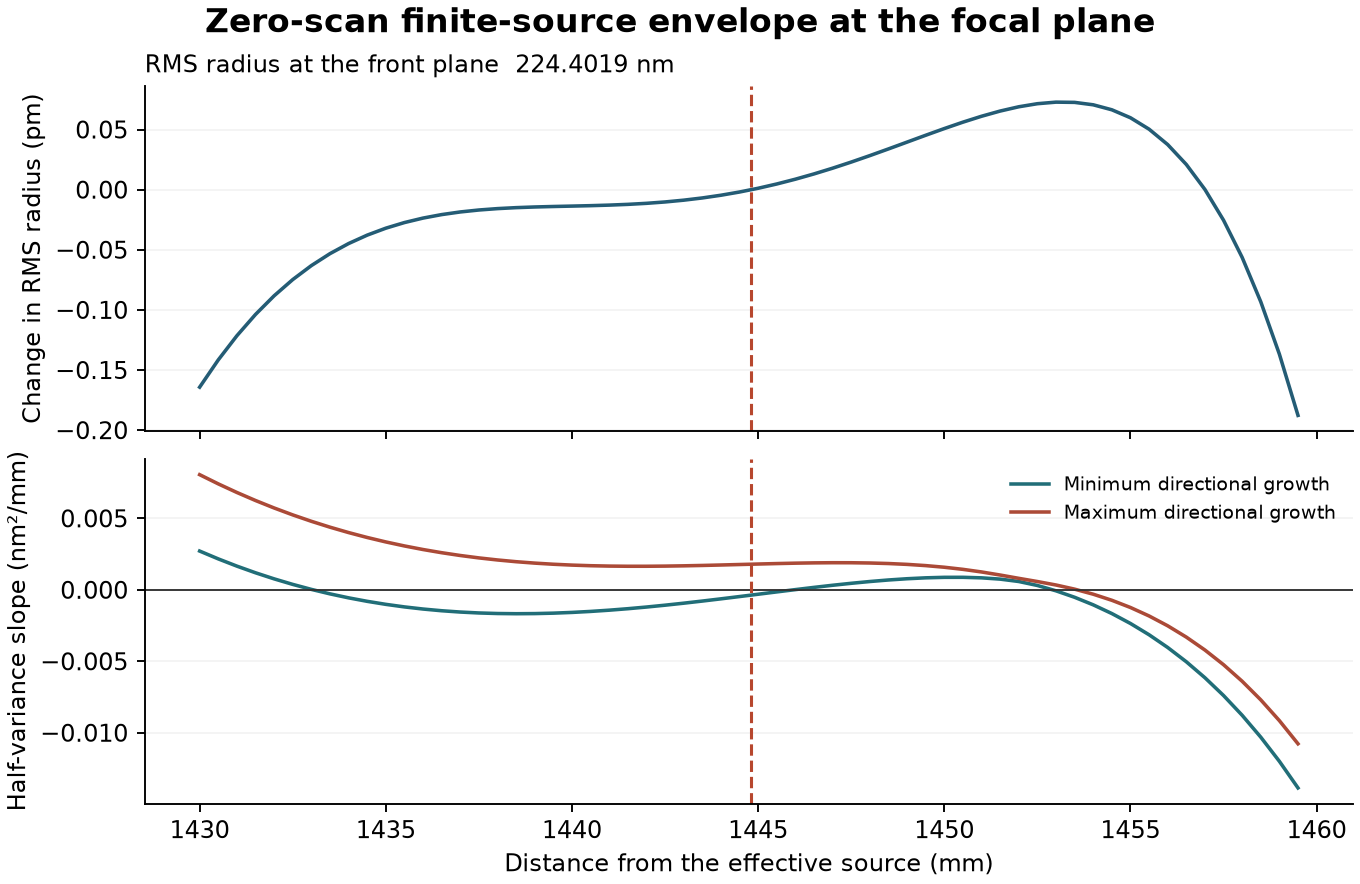 Zero-scan finite-source envelope at the focal plane
RMS radius at the front plane  224.4019 nm
Change in RMS radius (pm)
0.05
0.00
−0.05
−0.10
−0.15
−0.20
Half-variance slope (nm²/mm)
0.005
0.000
−0.005
−0.010
Minimum directional growth
Maximum directional growth
1430 1435 1440 1445 1450 1455 1460
Distance from the effective source (mm)